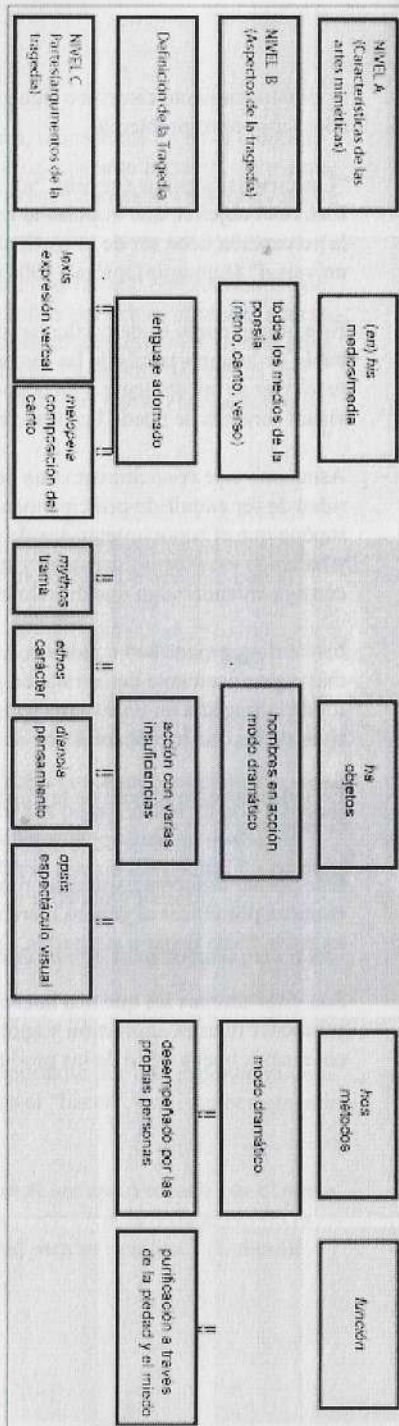 NIVEL A
(Características de las
artes miméticas)
(en) his
medios/media
ha
objetos
hos
métodos
función
NIVEL B
(Aspectos de la tragedia)
todos los medios de la
poesía
(ritmo, canto, verso)
hombres en acción
modo dramático
modo dramático
Definición de la Tragedia
lenguaje adornado
acción con varias
insuficiencias
desempeñado por las
propias personas
purificación a través
de la piedad y el miedo
NIVEL C
Partes/argumentos de la
tragedia)
lexis
expresión verbal
melopeia
composición del
canto
mythos
trama
ethos
carácter
dianoia
pensamiento
opsis
espectáculo visual